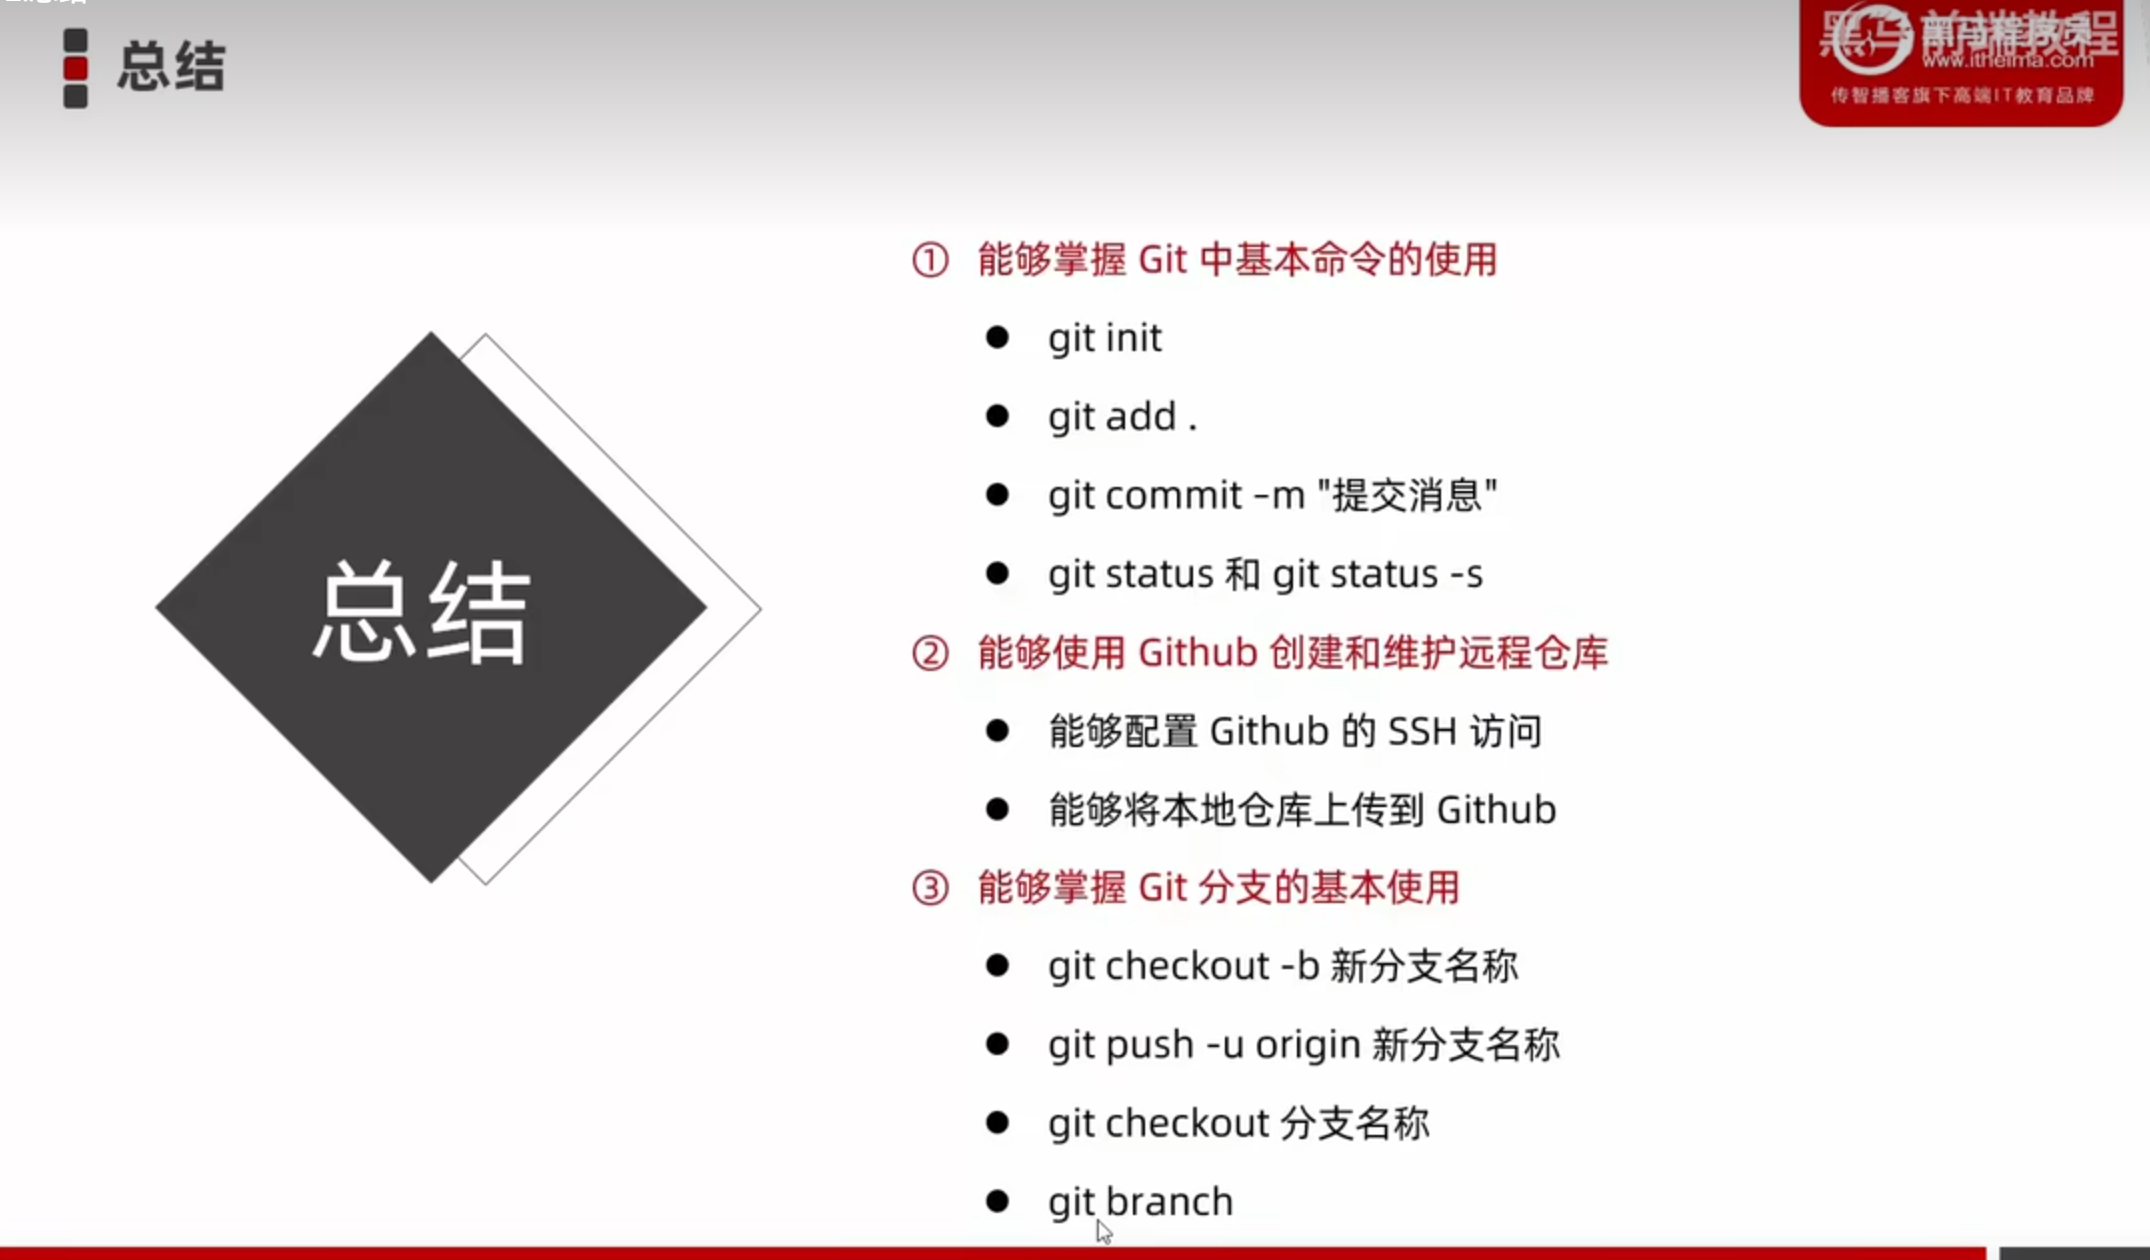 总结
www.itheima.com
传智播客旗下高端IT教育品牌
总结
① 能够掌握 Git 中基本命令的使用
● git init
● git add .
● git commit –m "提交消息"
● git status 和 git status -s
② 能够使用 Github 创建和维护远程仓库
● 能够配置 Github 的 SSH 访问
● 能够将本地仓库上传到 Github
③ 能够掌握 Git 分支的基本使用
● git checkout -b 新分支名称
● git push -u origin 新分支名称
● git checkout 分支名称
● git branch